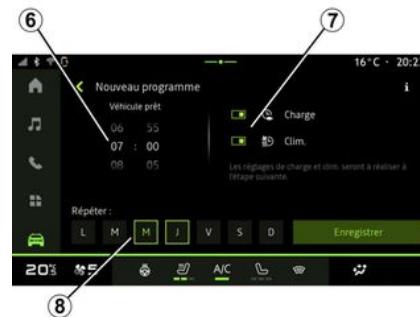 6 7
16°C · 20:2
Nouveau programme i
Véhicule prêt
06 55
07 : 00
08 05
Charge
Clim.
Les réglages de charge et clim. seront à réaliser à
l'étape suivante.
Répéter :
L M M J V S D Enregistrer
20 5 A/C
8